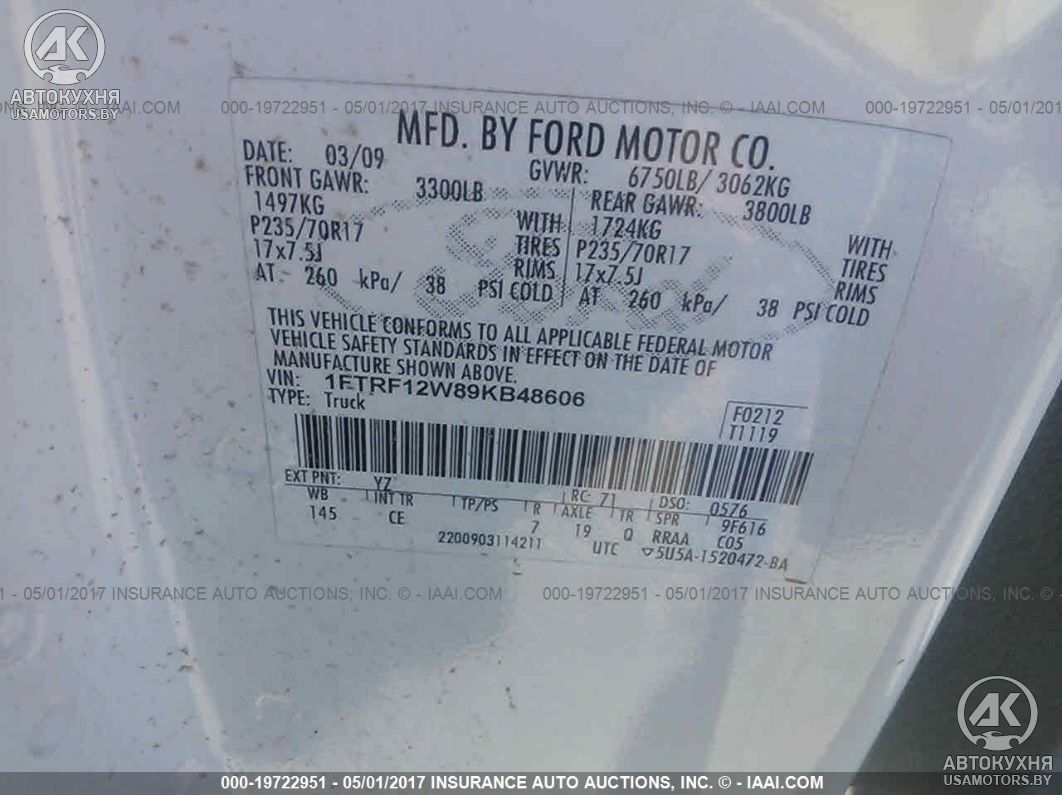 AK
АВТОКУХНЯ
USAMOTORS.BY
000-19722951 - 05/01/2017 INSURANCE AUTO AUCTIONS, INC. © - IAAI.COM
MFD. BY FORD MOTOR CO.
DATE: 03/09 GVWR: 6750LB/ 3062KG
FRONT GAWR: 3300LB REAR GAWR: 3800LB
1497KG WITH 1724KG WITH
P235/70R17 TIRES P235/70R17 TIRES
17x7.5J RIMS 17x7.5J RIMS
AT 260 kPa/ 38 PSI COLD AT 260 kPa/ 38 PSI COLD
THIS VEHICLE CONFORMS TO ALL APPLICABLE FEDERAL MOTOR
VEHICLE SAFETY STANDARDS IN EFFECT ON THE DATE OF
MANUFACTURE SHOWN ABOVE.
VIN: 1FTRF12W89KB48606
TYPE: Truck
F0212
T1119
EXT PNT: YZ RC: 71 DSO: 0576
WB INT TR TP/PS R AXLE TR SPR 9F616
145 CE 7 19 Q RRAA C05
2200903114211 UTC ▽5U5A-1520472-BA
000-19722951 - 05/01/2017 INSURANCE AUTO AUCTIONS, INC. © - IAAI.COM
AK
АВТОКУХНЯ
USAMOTORS.BY
000-19722951 - 05/01/2017 INSURANCE AUTO AUCTIONS, INC. © - IAAI.COM